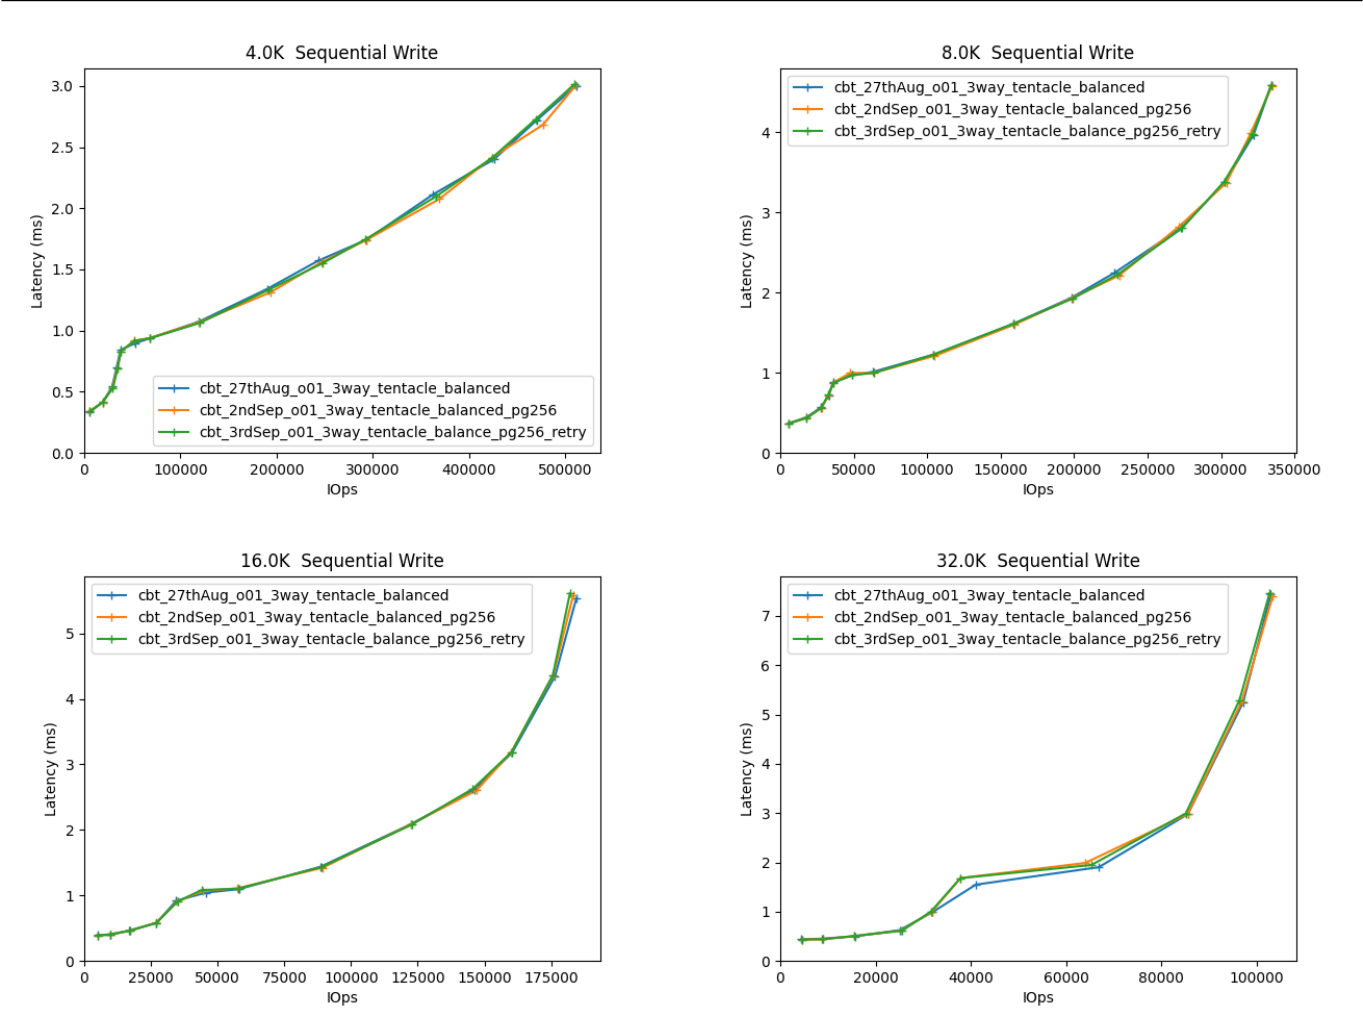 4.0K  Sequential Write
3.0
2.5
2.0
1.5
1.0
0.5
0.0
Latency (ms)
cbt_27thAug_o01_3way_tentacle_balanced
cbt_2ndSep_o01_3way_tentacle_balanced_pg256
cbt_3rdSep_o01_3way_tentacle_balance_pg256_retry
0 100000 200000 300000 400000 500000
IOps
8.0K  Sequential Write
cbt_27thAug_o01_3way_tentacle_balanced
cbt_2ndSep_o01_3way_tentacle_balanced_pg256
cbt_3rdSep_o01_3way_tentacle_balance_pg256_retry
4
3
2
1
0
Latency (ms)
0 50000 100000 150000 200000 250000 300000 350000
IOps
16.0K  Sequential Write
cbt_27thAug_o01_3way_tentacle_balanced
cbt_2ndSep_o01_3way_tentacle_balanced_pg256
cbt_3rdSep_o01_3way_tentacle_balance_pg256_retry
5
4
3
2
1
0
Latency (ms)
0 25000 50000 75000 100000 125000 150000 175000
IOps
32.0K  Sequential Write
cbt_27thAug_o01_3way_tentacle_balanced
cbt_2ndSep_o01_3way_tentacle_balanced_pg256
cbt_3rdSep_o01_3way_tentacle_balance_pg256_retry
7
6
5
4
3
2
1
0
Latency (ms)
0 20000 40000 60000 80000 100000
IOps